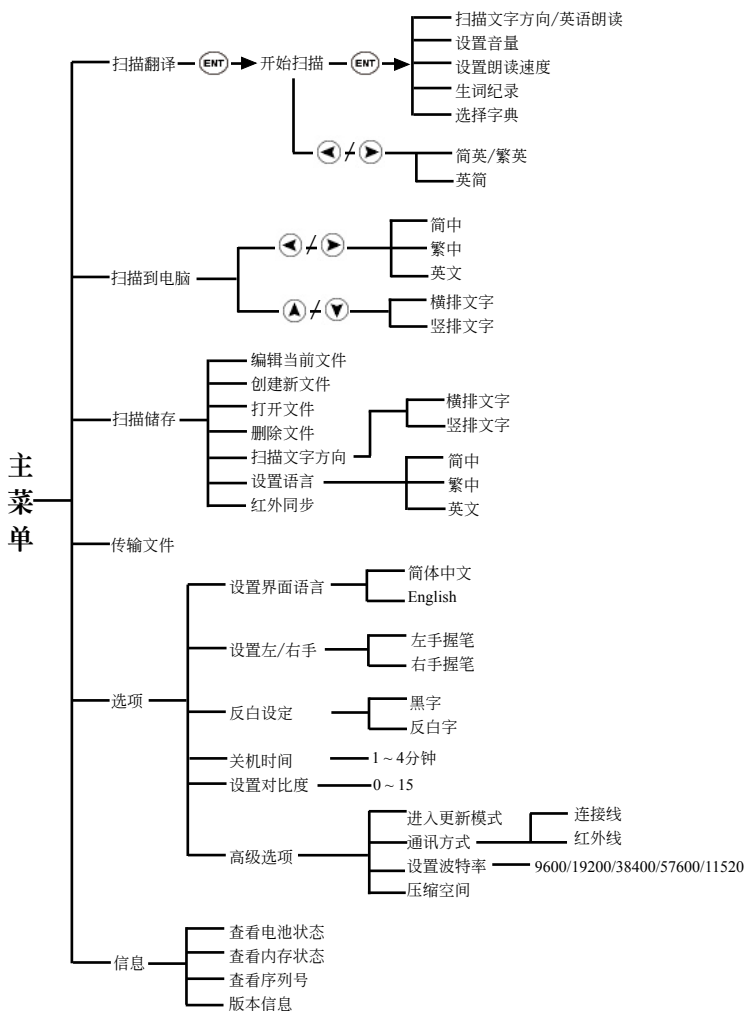 主菜单
扫描翻译
ENT
开始扫描
ENT
扫描文字方向/英语朗读
设置音量
设置朗读速度
生词纪录
选择字典
/
简英/繁英
英简
扫描到电脑
/
简中
繁中
英文
/
横排文字
竖排文字
扫描储存
编辑当前文件
创建新文件
打开文件
删除文件
扫描文字方向
横排文字
竖排文字
设置语言
简中
繁中
英文
红外同步
传输文件
选项
设置界面语言
简体中文
English
设置左/右手
左手握笔
右手握笔
反白设定
黑字
反白字
关机时间
1 ~ 4分钟
设置对比度
0 ~ 15
高级选项
进入更新模式
通讯方式
连接线
红外线
设置波特率
9600/19200/38400/57600/11520
压缩空间
信息
查看电池状态
查看内存状态
查看序列号
版本信息